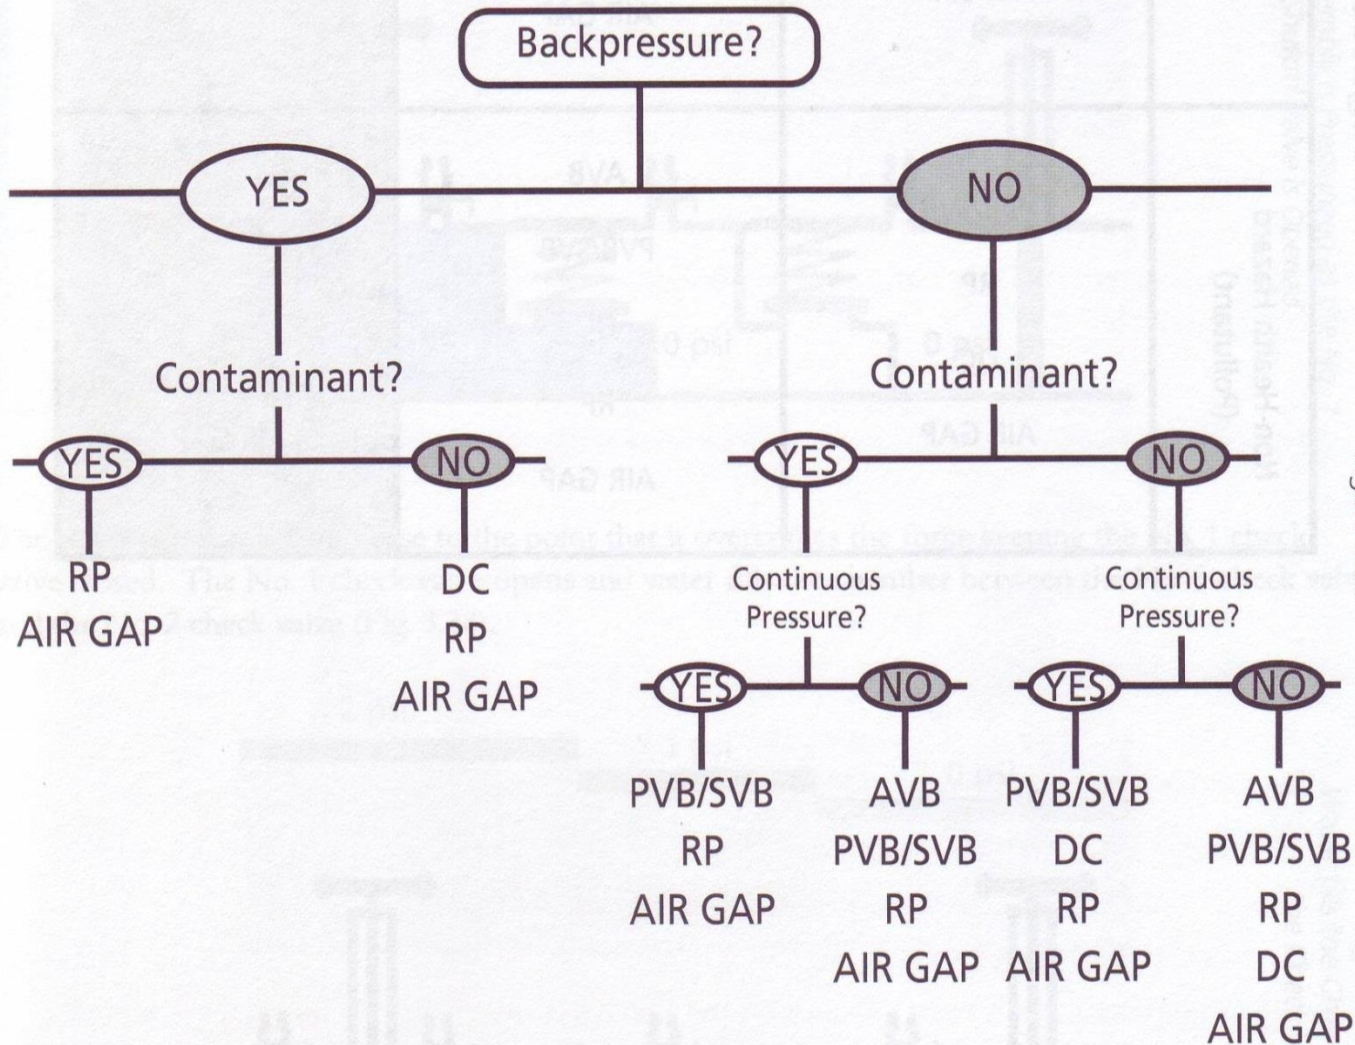 Backpressure?
YES
NO
Contaminant?
Contaminant?
YES
NO
YES
NO
RP
AIR GAP
DC
RP
AIR GAP
Continuous
Pressure?
Continuous
Pressure?
YES
NO
YES
NO
PVB/SVB
RP
AIR GAP
AVB
PVB/SVB
RP
AIR GAP
PVB/SVB
DC
RP
AIR GAP
AVB
PVB/SVB
RP
DC
AIR GAP